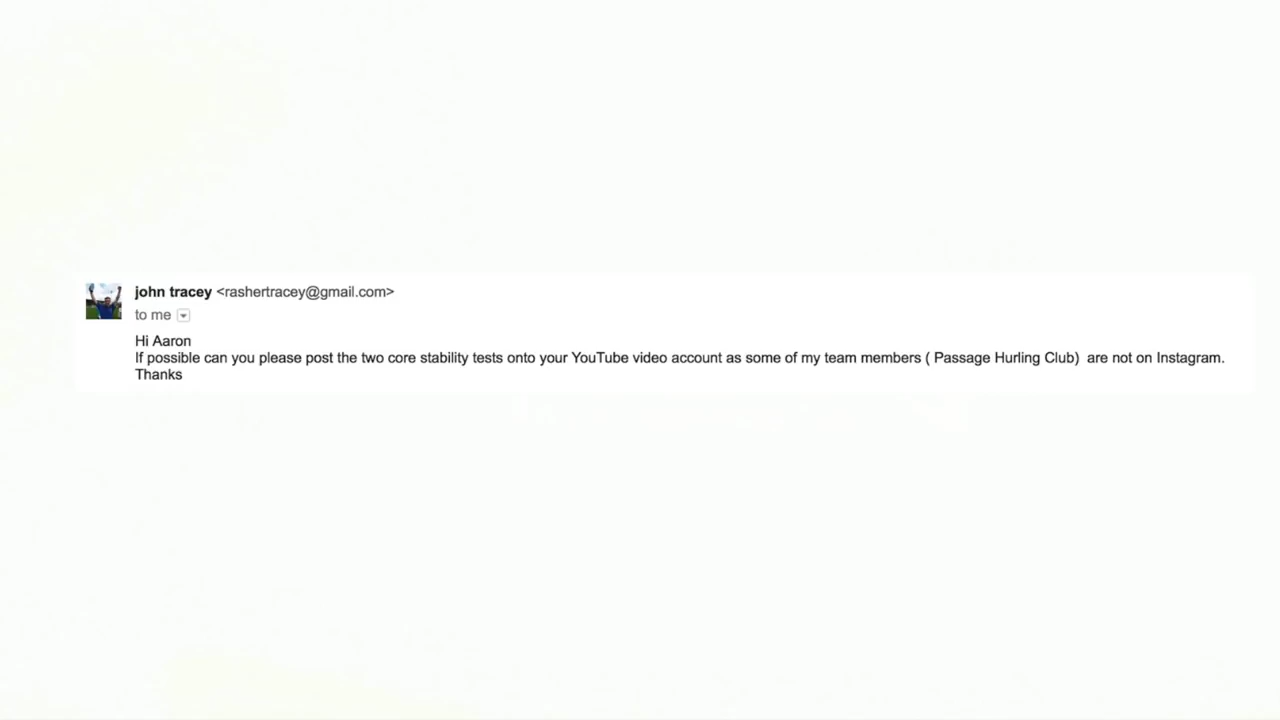 john tracey <rashertracey@gmail.com>
to me
Hi Aaron
If possible can you please post the two core stability tests onto your YouTube video account as some of my team members ( Passage Hurling Club)  are not on Instagram.
Thanks